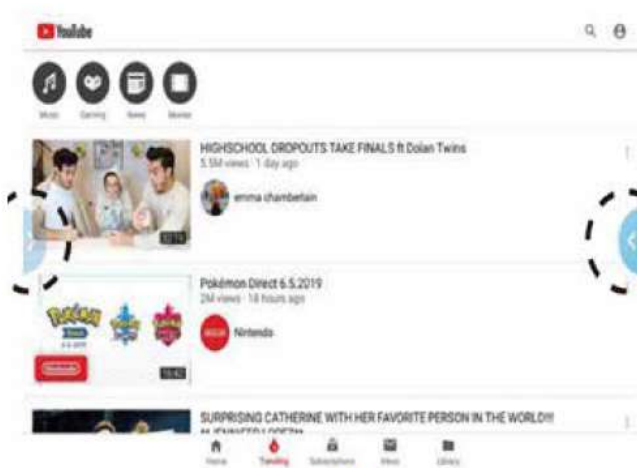 YouTube
Music Gaming News Movies
HIGHSCHOOL DROPOUTS TAKE FINALS ft Dolan Twins
5.5M views · 1 day ago
emma chamberlain
Pokémon Direct 6.5.2019
2M views · 18 hours ago
POKÉMON
Nintendo
SURPRISING CATHERINE WITH HER FAVORITE PERSON IN THE WORLD!!!
Home Trending Subscriptions Inbox Library